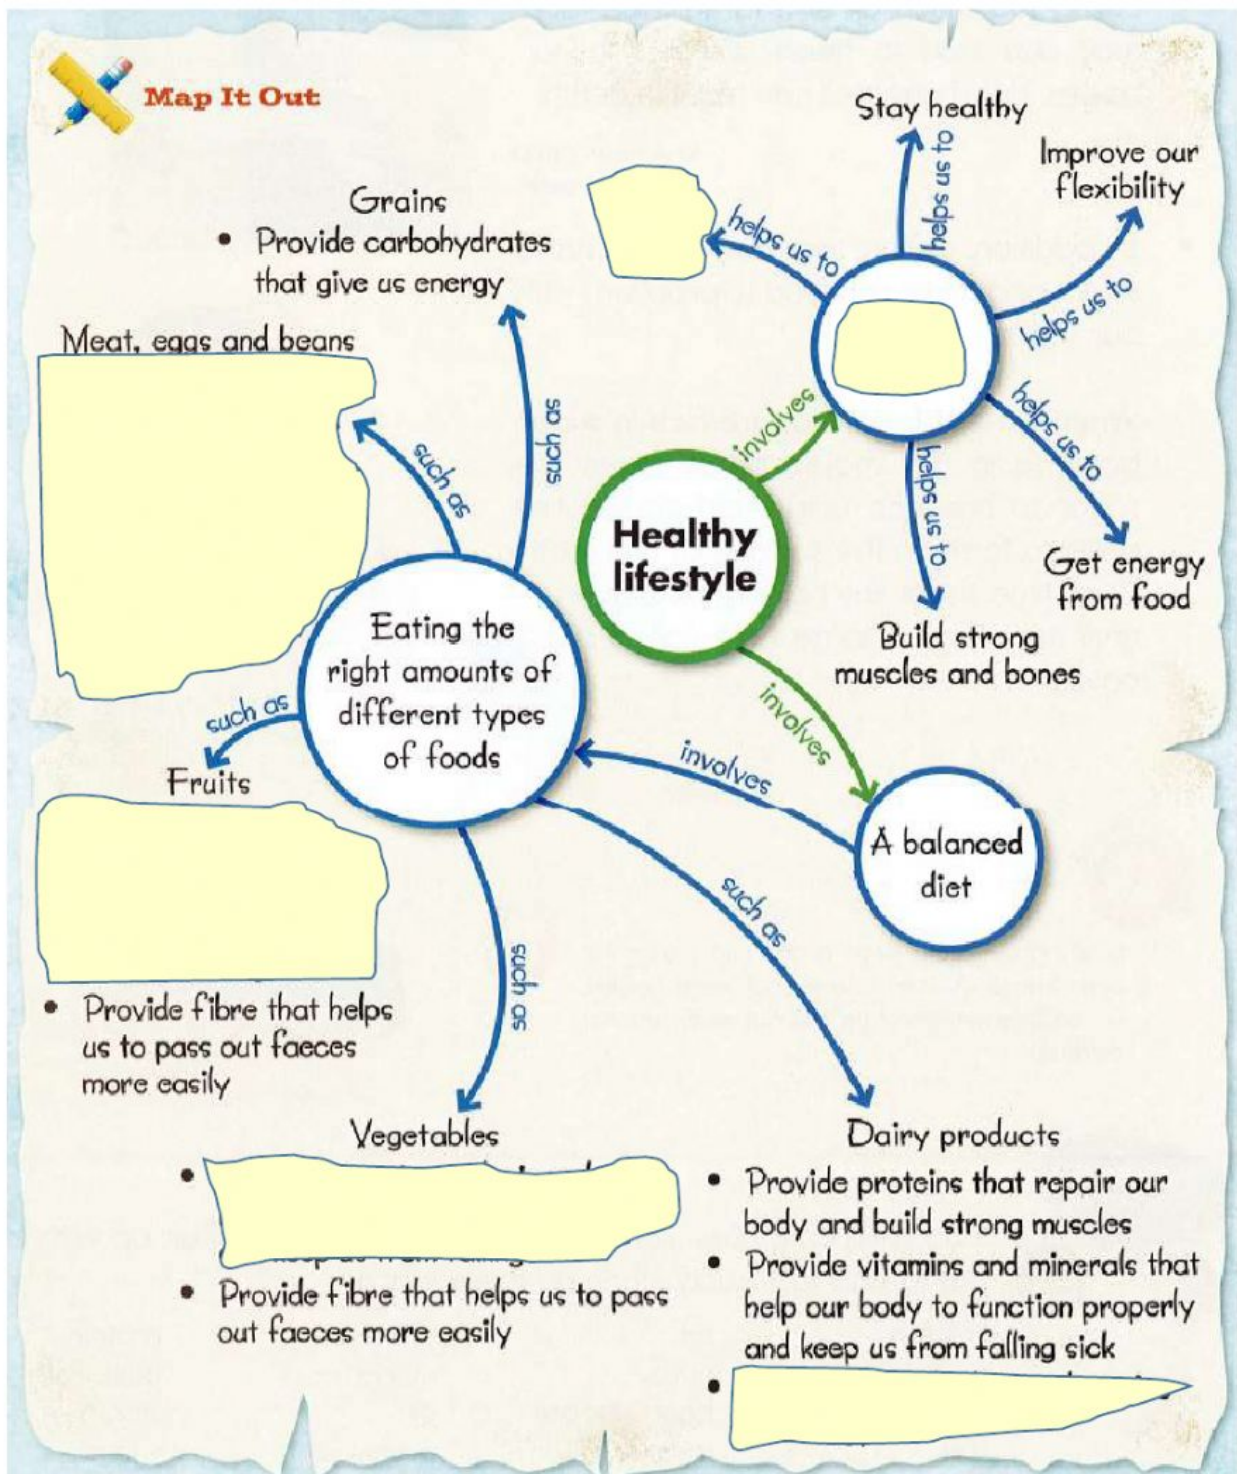 Map It Out
Stay healthy
helps us to
Improve our
flexibility
helps us to
helps us to
Grains
• Provide carbohydrates
that give us energy
such as
Meat, eggs and beans
such as
involves
helps us to
Get energy
from food
helps us to
Build strong
muscles and bones
Healthy
lifestyle
Eating the
right amounts of
different types
of foods
involves
involves
A balanced
diet
such as
Fruits
• Provide fibre that helps
us to pass out faeces
more easily
such as
Vegetables
•
• Provide fibre that helps us to pass
out faeces more easily
such as
Dairy products
• Provide proteins that repair our
body and build strong muscles
• Provide vitamins and minerals that
help our body to function properly
and keep us from falling sick
•